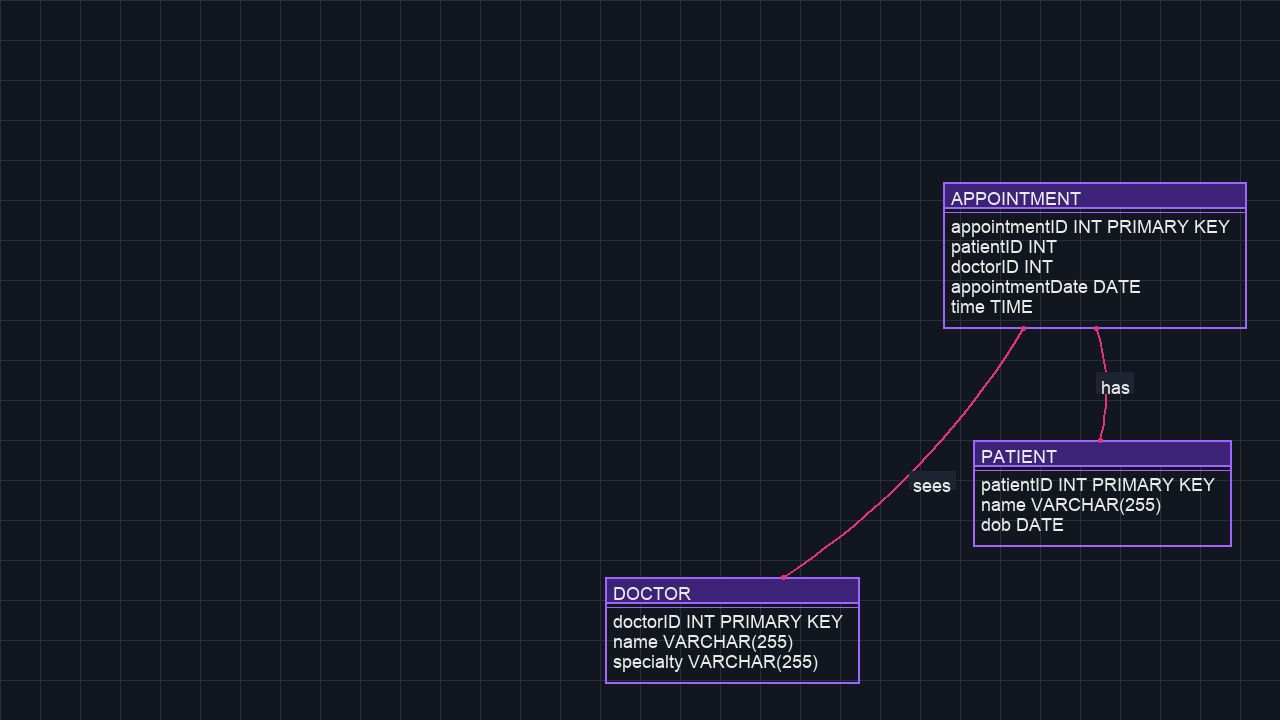 APPOINTMENT
appointmentID INT PRIMARY KEY
patientID INT
doctorID INT
appointmentDate DATE
time TIME
has
PATIENT
patientID INT PRIMARY KEY
name VARCHAR(255)
dob DATE
sees
DOCTOR
doctorID INT PRIMARY KEY
name VARCHAR(255)
specialty VARCHAR(255)